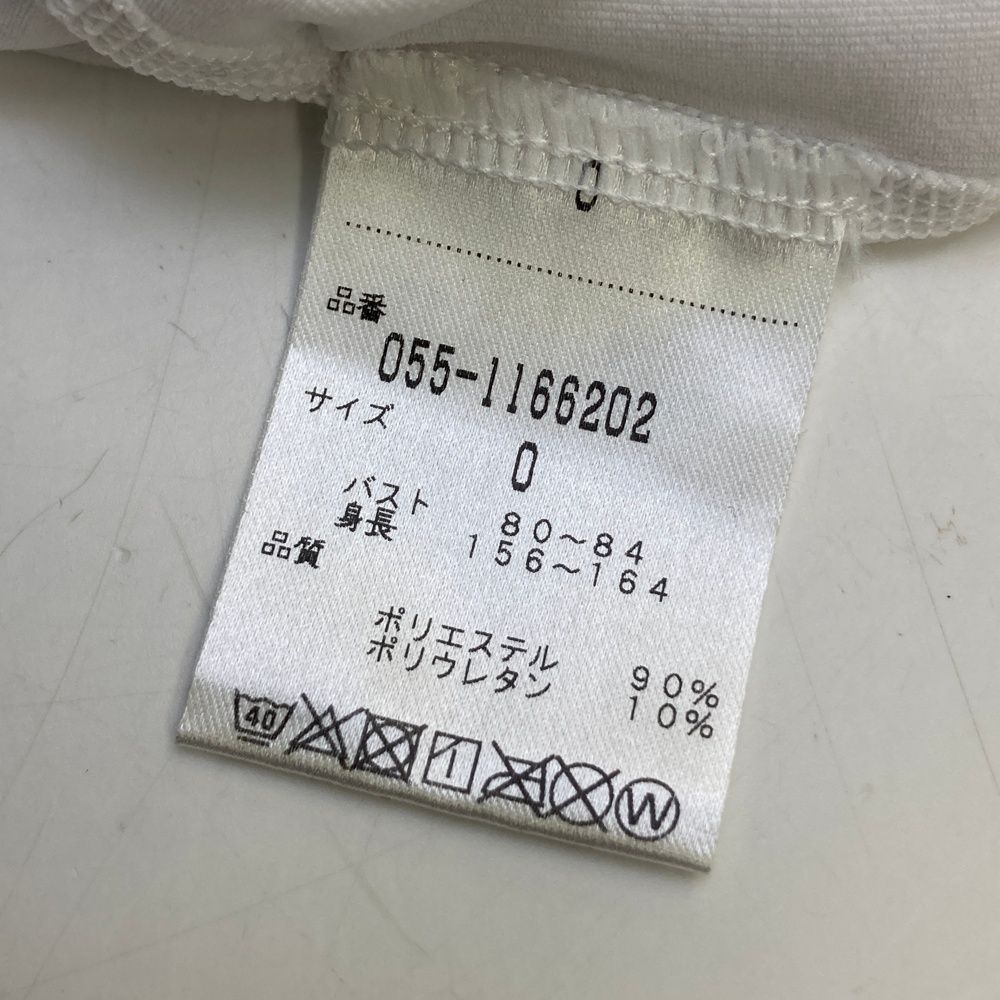 0
品番
055-1166202
サイズ
0
バスト 80~84
身長 156~164
品質
ポリエステル 90%
ポリウレタン 10%
40
W